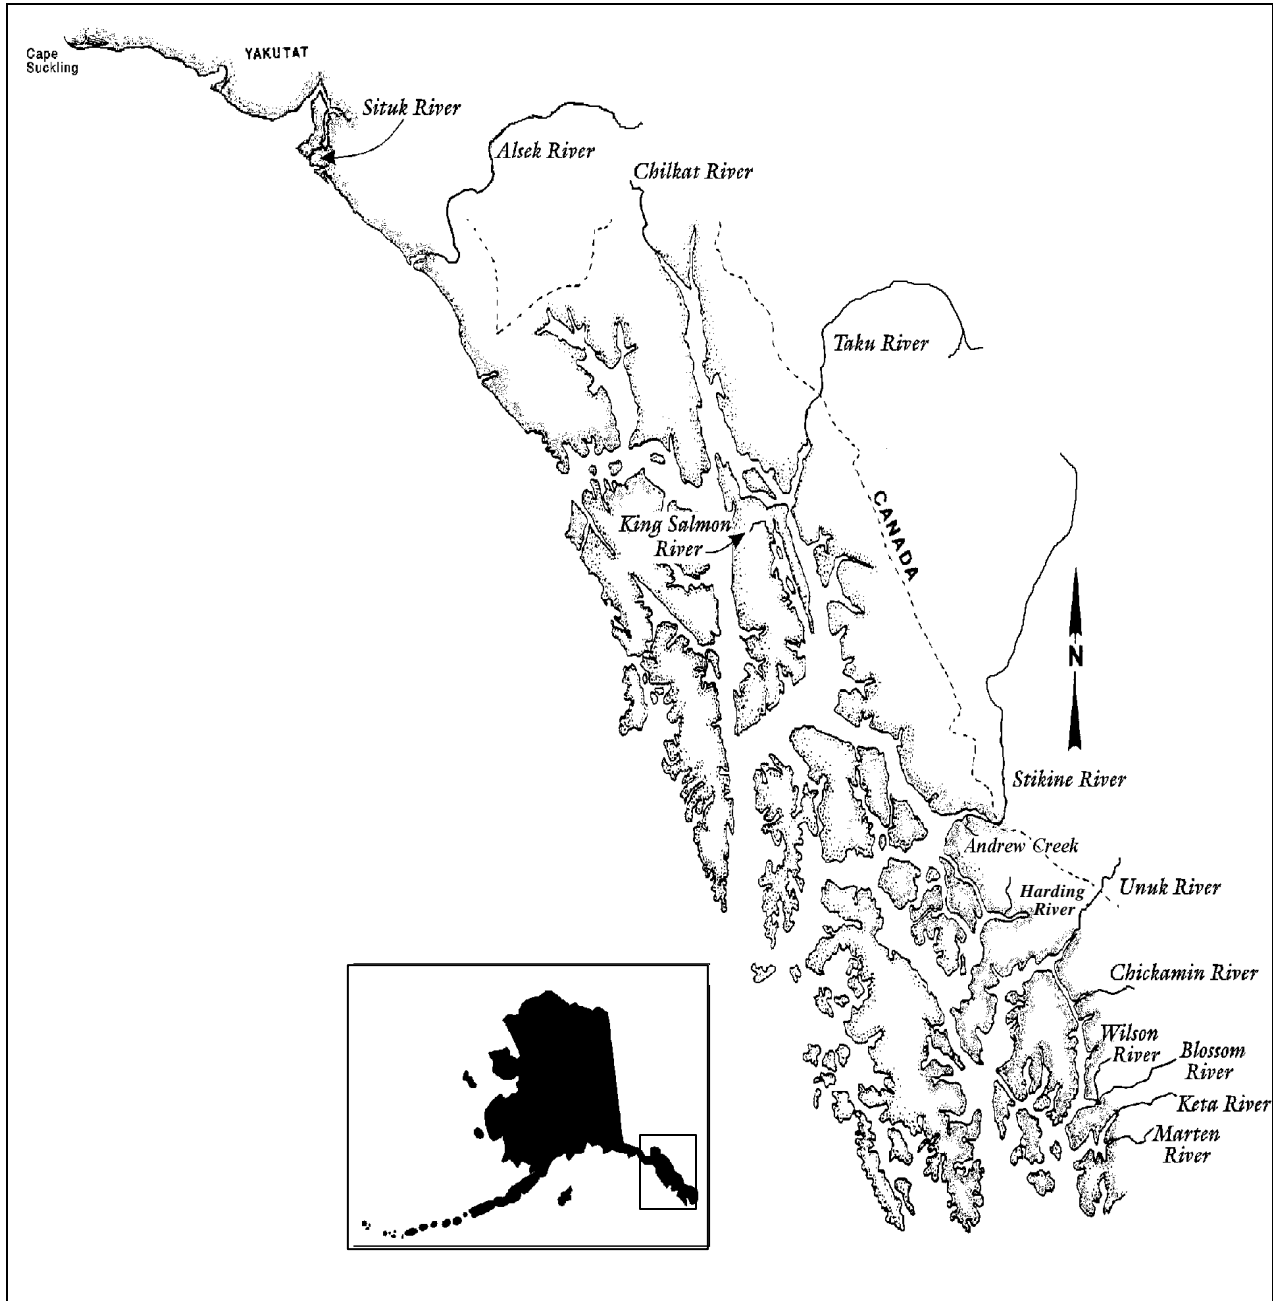 Cape
Suckling
YAKUTAT
Situk River
Alsek River
Chilkat River
Taku River
CANADA
King Salmon
River
N
Stikine River
Andrew Creek
Harding
River
Unuk River
Chickamin River
Wilson
River
Blossom
River
Keta River
Marten
River